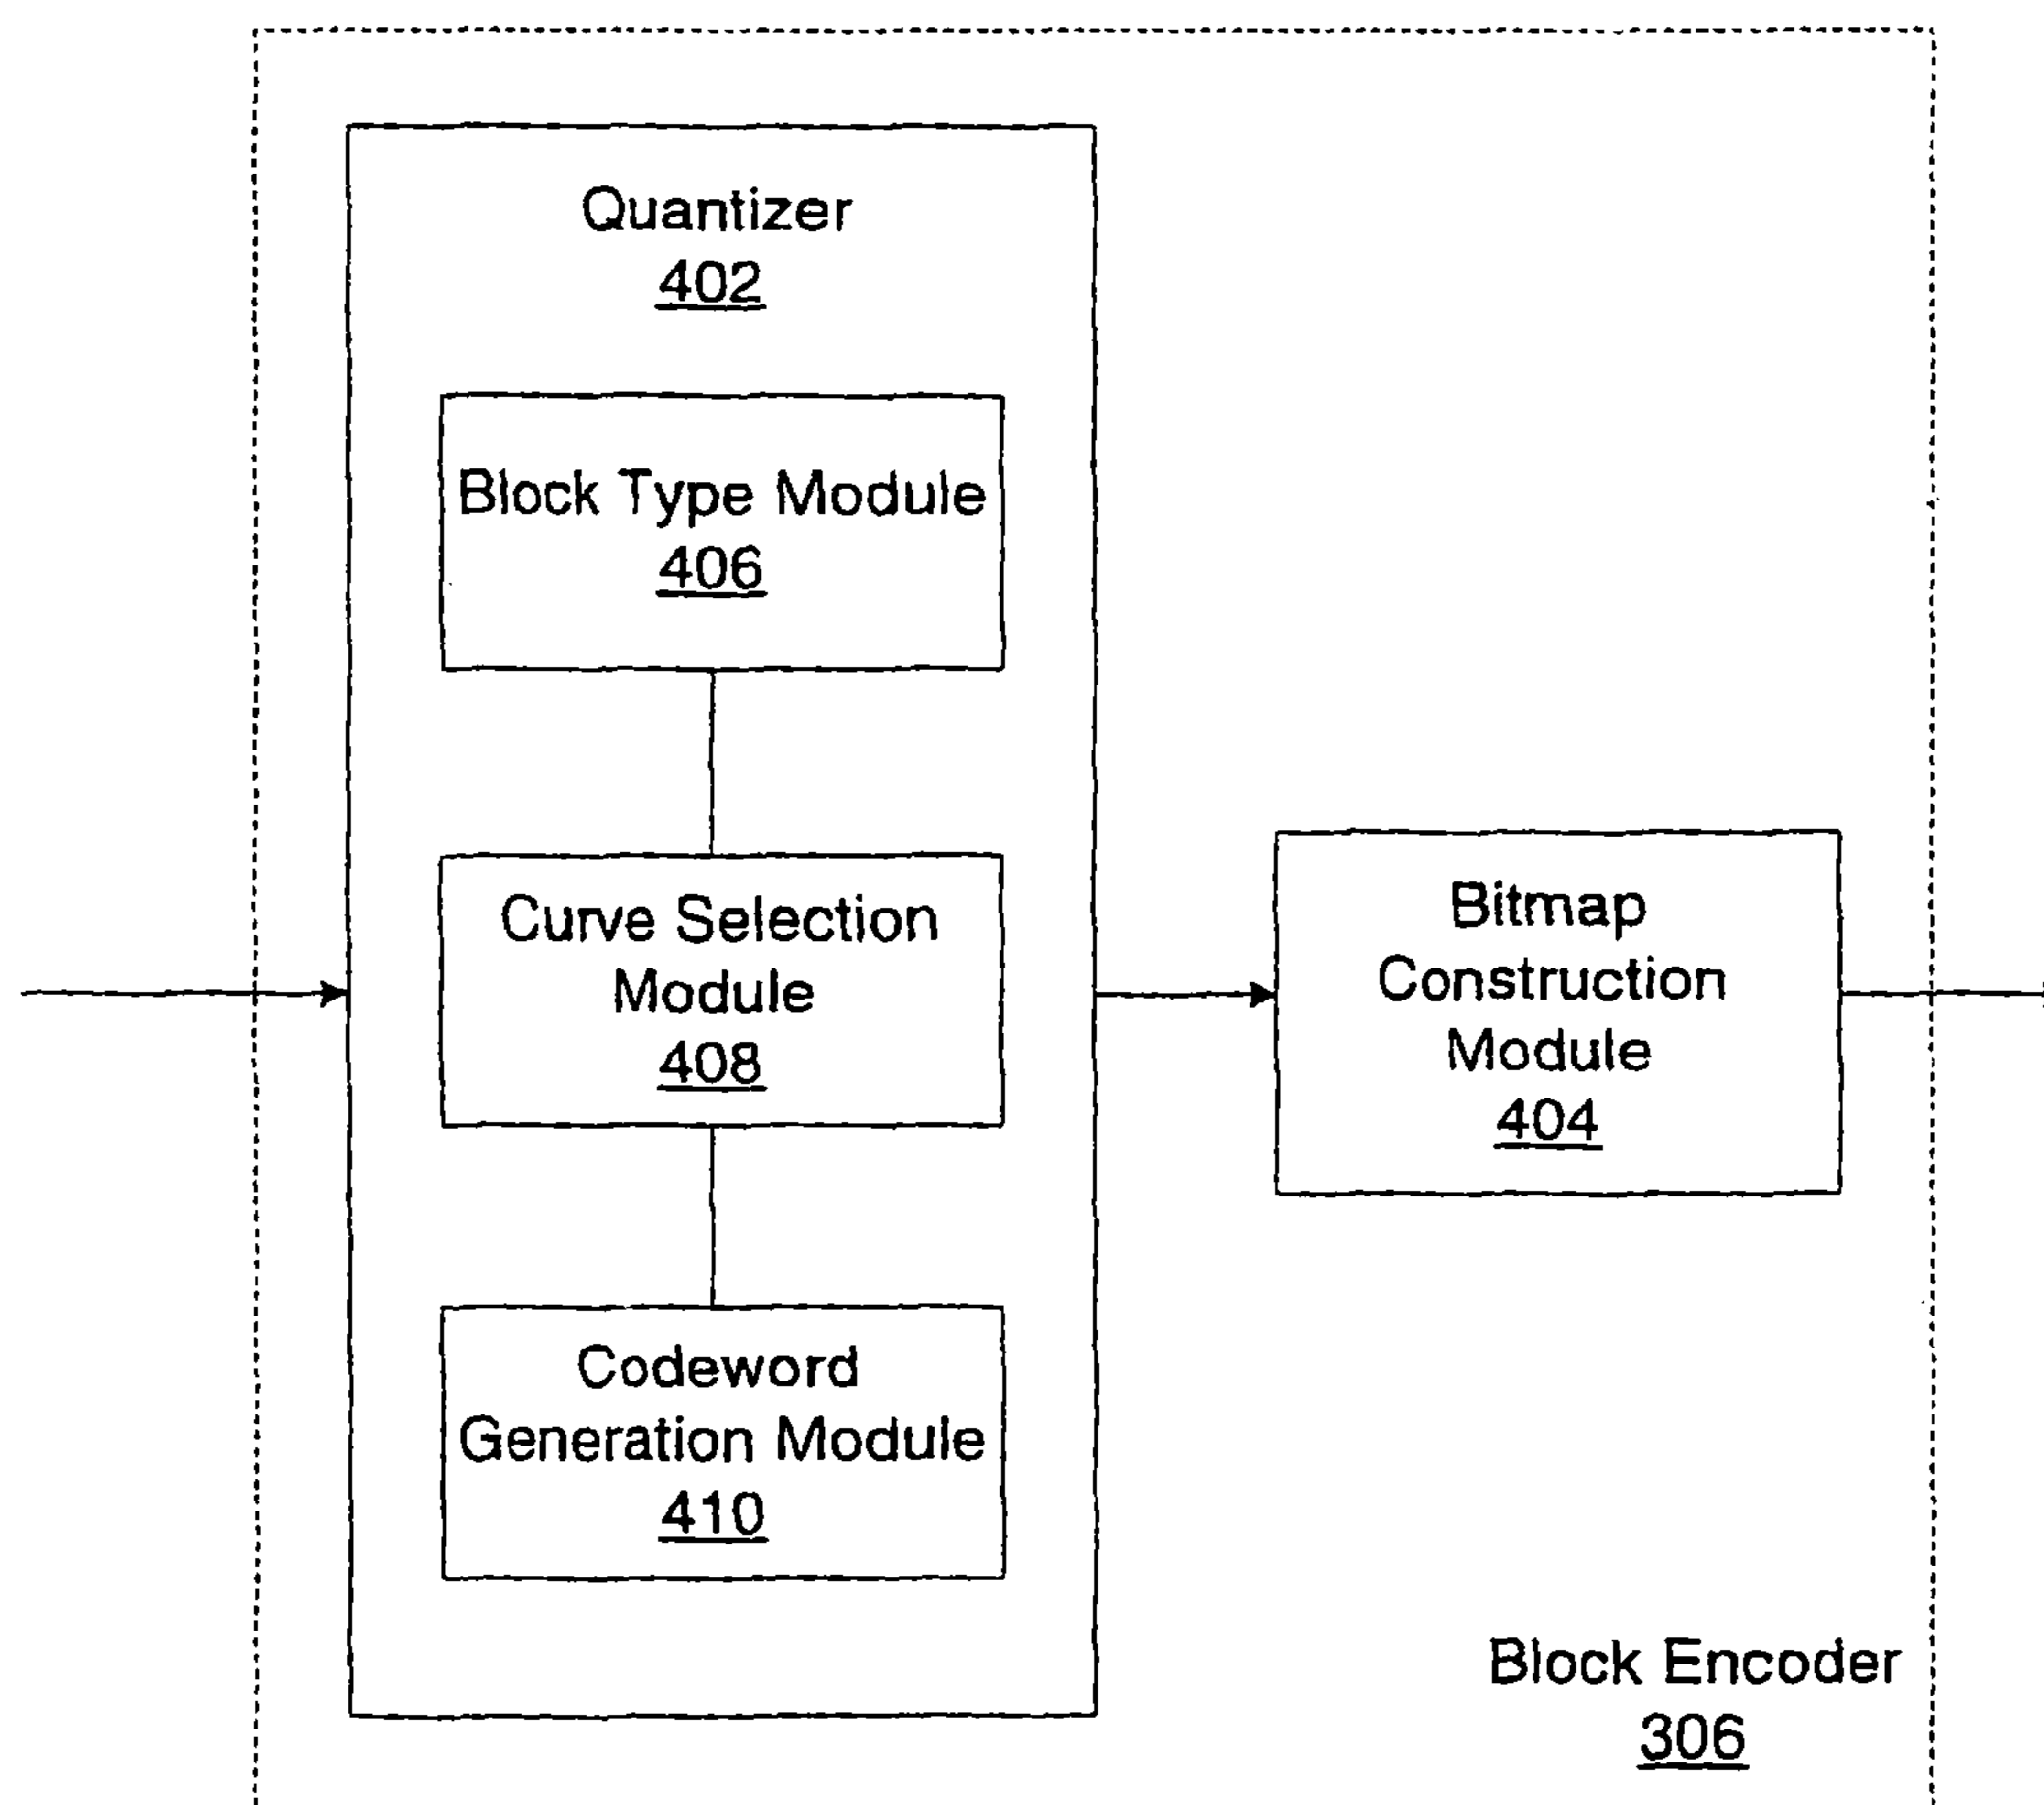 Quantizer
402
Block Type Module
406
Curve Selection
Module
408
Codeword
Generation Module
410
Bitmap
Construction
Module
404
Block Encoder
306